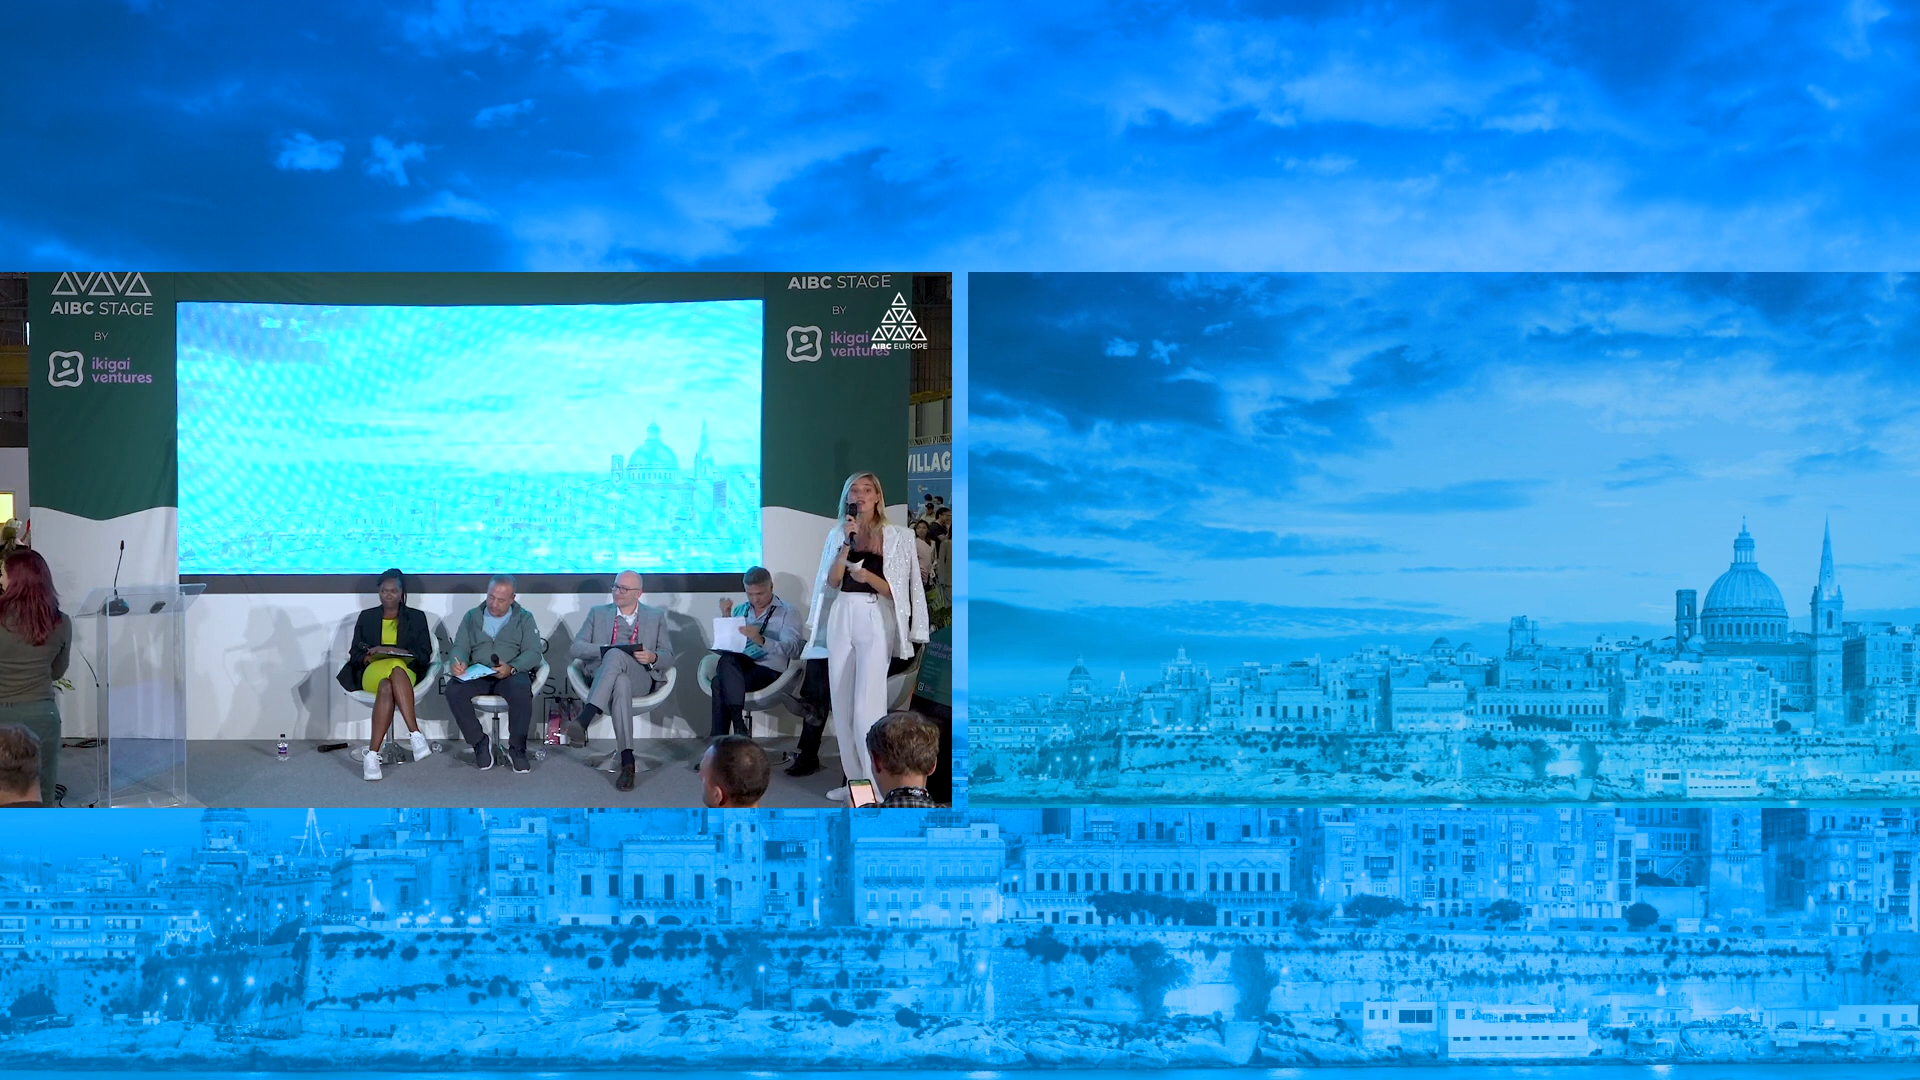 AIBC STAGE
BY
ikigai
ventures
AIBC STAGE
BY
ikigai
ventures
AIBC EUROPE
VILLAG